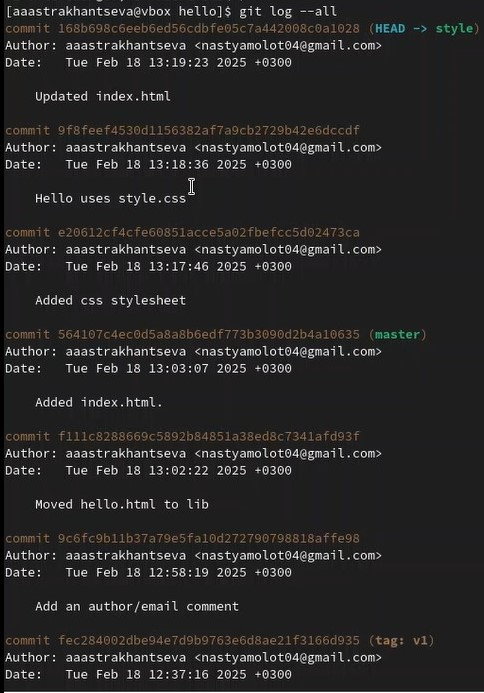 [aaastrakhantseva@vbox hello]$ git log --all
commit 168b698c6eeb6ed56cdbfe05c7a442008c0a1028 (HEAD -> style)
Author: aaastrakhantseva <nastyamolot04@gmail.com>
Date:   Tue Feb 18 13:19:23 2025 +0300
Updated index.html
commit 9f8feef4530d1156382af7a9cb2729b42e6dccdf
Author: aaastrakhantseva <nastyamolot04@gmail.com>
Date:   Tue Feb 18 13:18:36 2025 +0300
Hello uses style.css
commit e20612cf4cfe60851acce5a02fbefcc5d02473ca
Author: aaastrakhantseva <nastyamolot04@gmail.com>
Date:   Tue Feb 18 13:17:46 2025 +0300
Added css stylesheet
commit 564107c4ec0d5a8a8b6edf773b3090d2b4a10635 (master)
Author: aaastrakhantseva <nastyamolot04@gmail.com>
Date:   Tue Feb 18 13:03:07 2025 +0300
Added index.html.
commit f111c8288669c5892b84851a38ed8c7341afd93f
Author: aaastrakhantseva <nastyamolot04@gmail.com>
Date:   Tue Feb 18 13:02:22 2025 +0300
Moved hello.html to lib
commit 9c6fc9b11b37a79e5fa10d272790798818affe98
Author: aaastrakhantseva <nastyamolot04@gmail.com>
Date:   Tue Feb 18 12:58:19 2025 +0300
Add an author/email comment
commit fec284002dbe94e7d9b9763e6d8ae21f3166d935 (tag: v1)
Author: aaastrakhantseva <nastyamolot04@gmail.com>
Date:   Tue Feb 18 12:37:16 2025 +0300